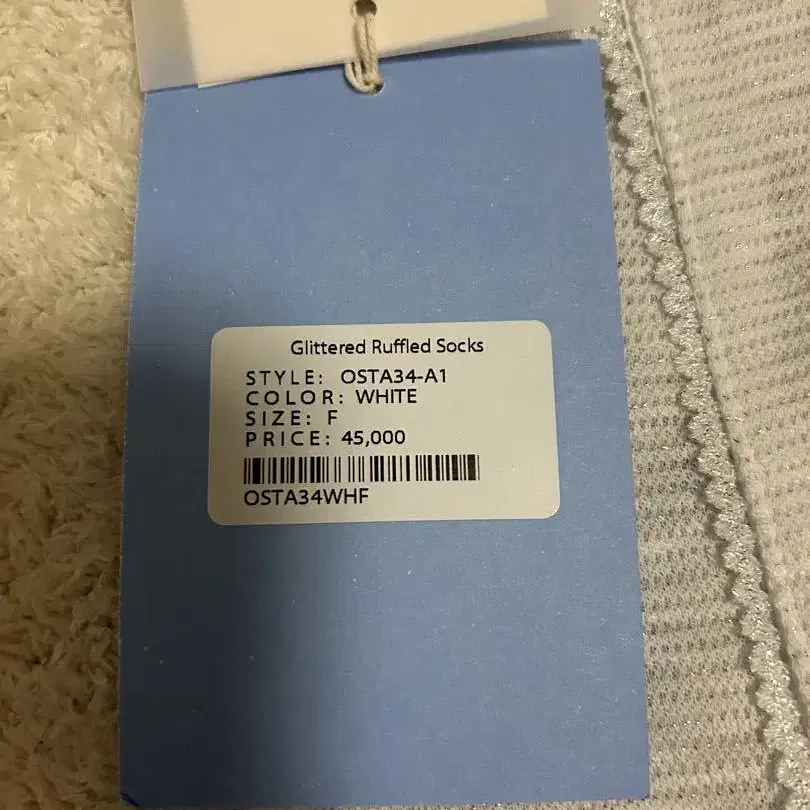 Glittered Ruffled Socks
STYLE: OSTA34-A1
COLOR: WHITE
SIZE: F
PRICE: 45,000
OSTA34WHF